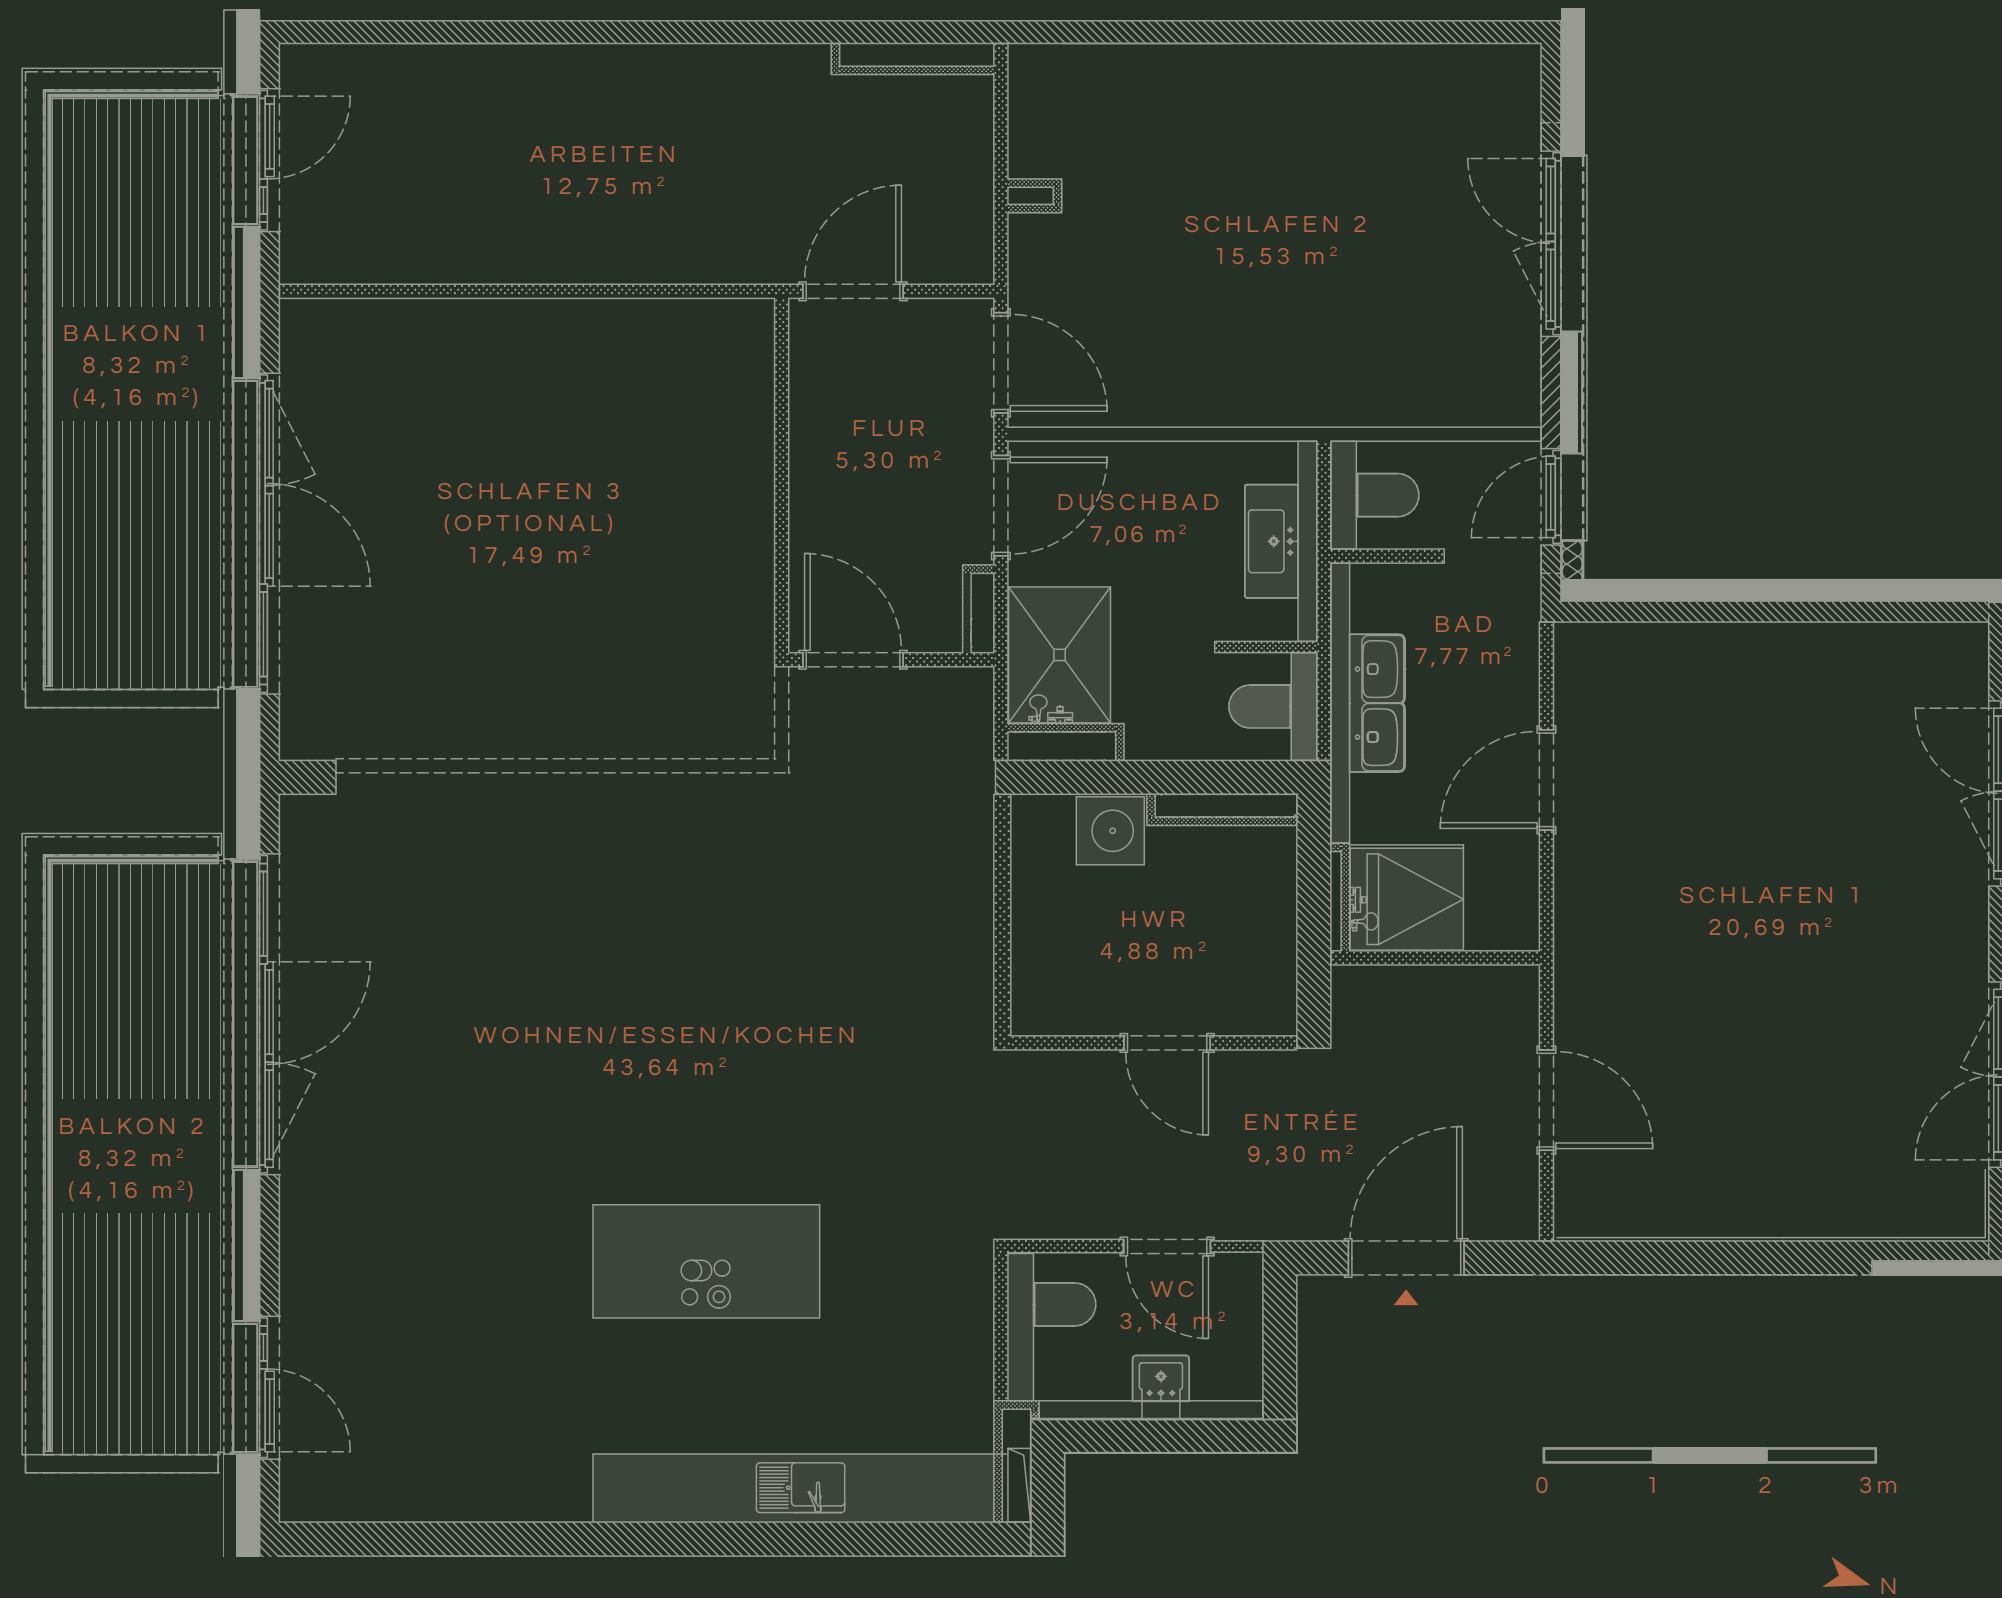 ARBEITEN
12,75 m²
SCHLAFEN 2
15,53 m²
BALKON 1
8,32 m²
(4,16 m²)
FLUR
5,30 m²
SCHLAFEN 3
(OPTIONAL)
17,49 m²
DUSCHBAD
7,06 m²
BAD
7,77 m²
SCHLAFEN 1
20,69 m²
HWR
4,88 m²
WOHNEN/ESSEN/KOCHEN
43,64 m²
BALKON 2
8,32 m²
(4,16 m²)
ENTRÉE
9,30 m²
WC
3,14 m²
0 1 2 3m
N